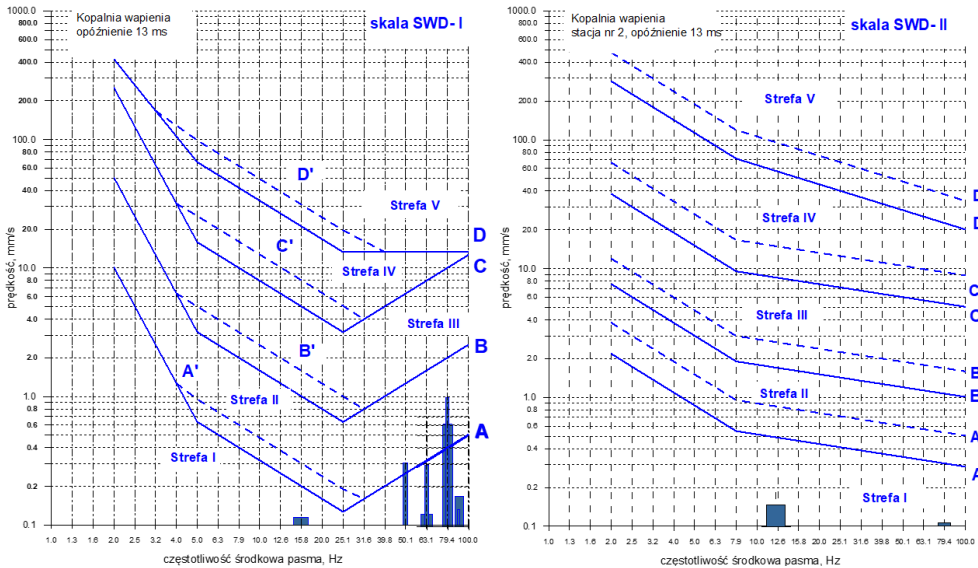 Kopalnia wapienia
opóźnienie 13 ms
skala SWD- I
1000.0
400.0
200.0
100.0
80.0
60.0
40.0
20.0
10.0
8.0
6.0
4.0
2.0
1.0
0.8
0.6
0.4
0.2
0.1
prędkość, mm/s
D'
Strefa V
D
C'
Strefa IV
C
Strefa III
B'
B
A'
Strefa II
A
Strefa I
1.0 1.3 1.6 2.0 2.5 3.2 4.0 5.0 6.3 7.9 10.0 12.6 15.8 20.0 25.1 31.6 39.8 50.1 63.1 79.4 100.0
częstotliwość środkowa pasma, Hz
Kopalnia wapienia
stacja nr 2, opóźnienie 13 ms
skala SWD- II
1000.0
400.0
200.0
100.0
80.0
60.0
40.0
20.0
10.0
8.0
6.0
4.0
2.0
1.0
0.8
0.6
0.4
0.2
0.1
prędkość, mm/s
Strefa V
D
D
Strefa IV
C
C
Strefa III
B
B
Strefa II
A
A
Strefa I
1.0 1.3 1.6 2.0 2.5 3.2 4.0 5.0 6.3 7.9 10.0 12.6 15.8 20.0 25.1 31.6 39.8 50.1 63.1 79.4 100.0
częstotliwość środkowa pasma, Hz